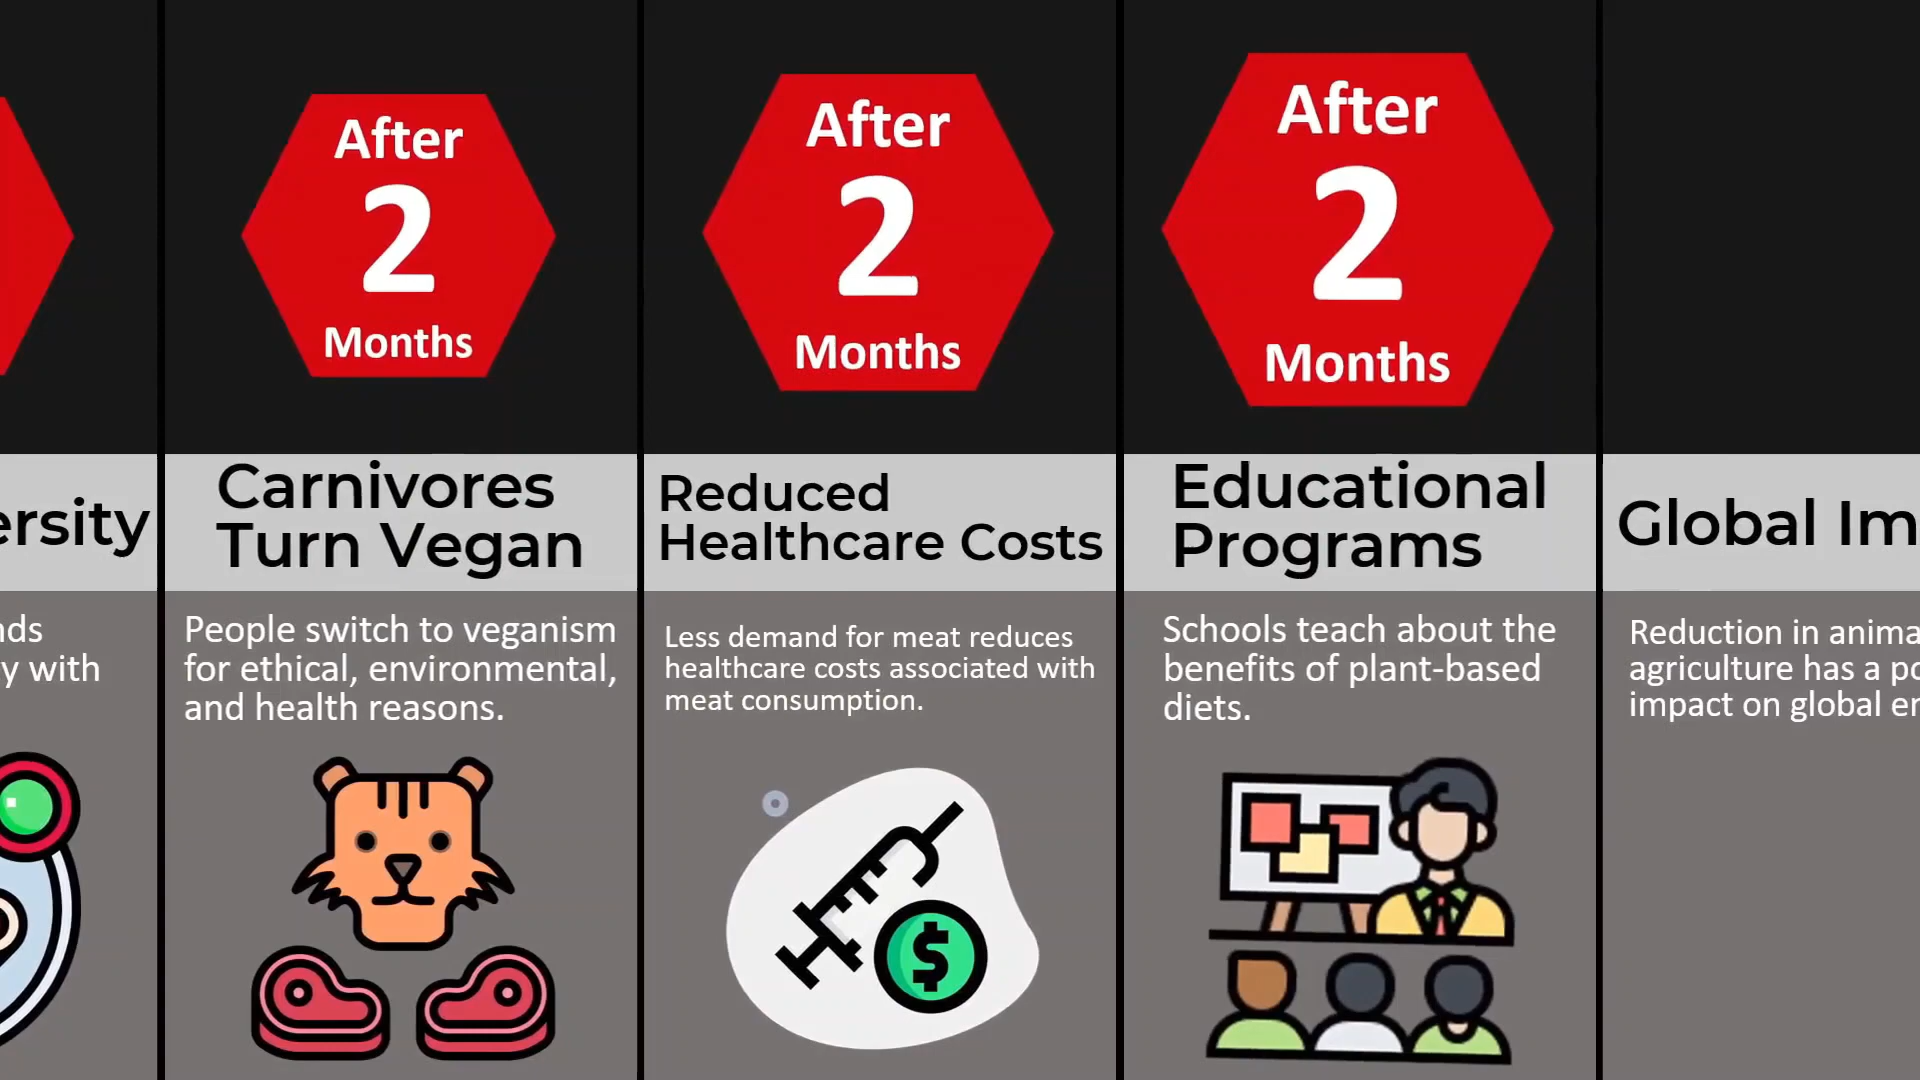 ersity
nds
y with
After
2
Months
Carnivores
Turn Vegan
People switch to veganism
for ethical, environmental,
and health reasons.
After
2
Months
Reduced
Healthcare Costs
Less demand for meat reduces
healthcare costs associated with
meat consumption.
After
2
Months
Educational
Programs
Schools teach about the
benefits of plant-based
diets.
Global Im
Reduction in anima
agriculture has a po
impact on global en